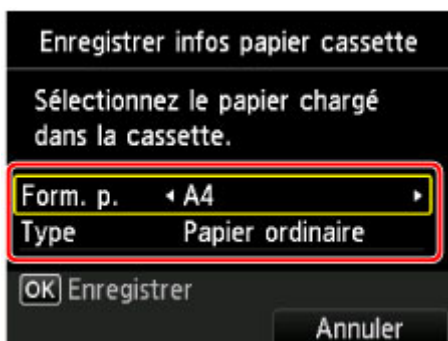 Enregistrer infos papier cassette
Sélectionnez le papier chargé
dans la cassette.
Form. p. A4
Type Papier ordinaire
OK Enregistrer
Annuler